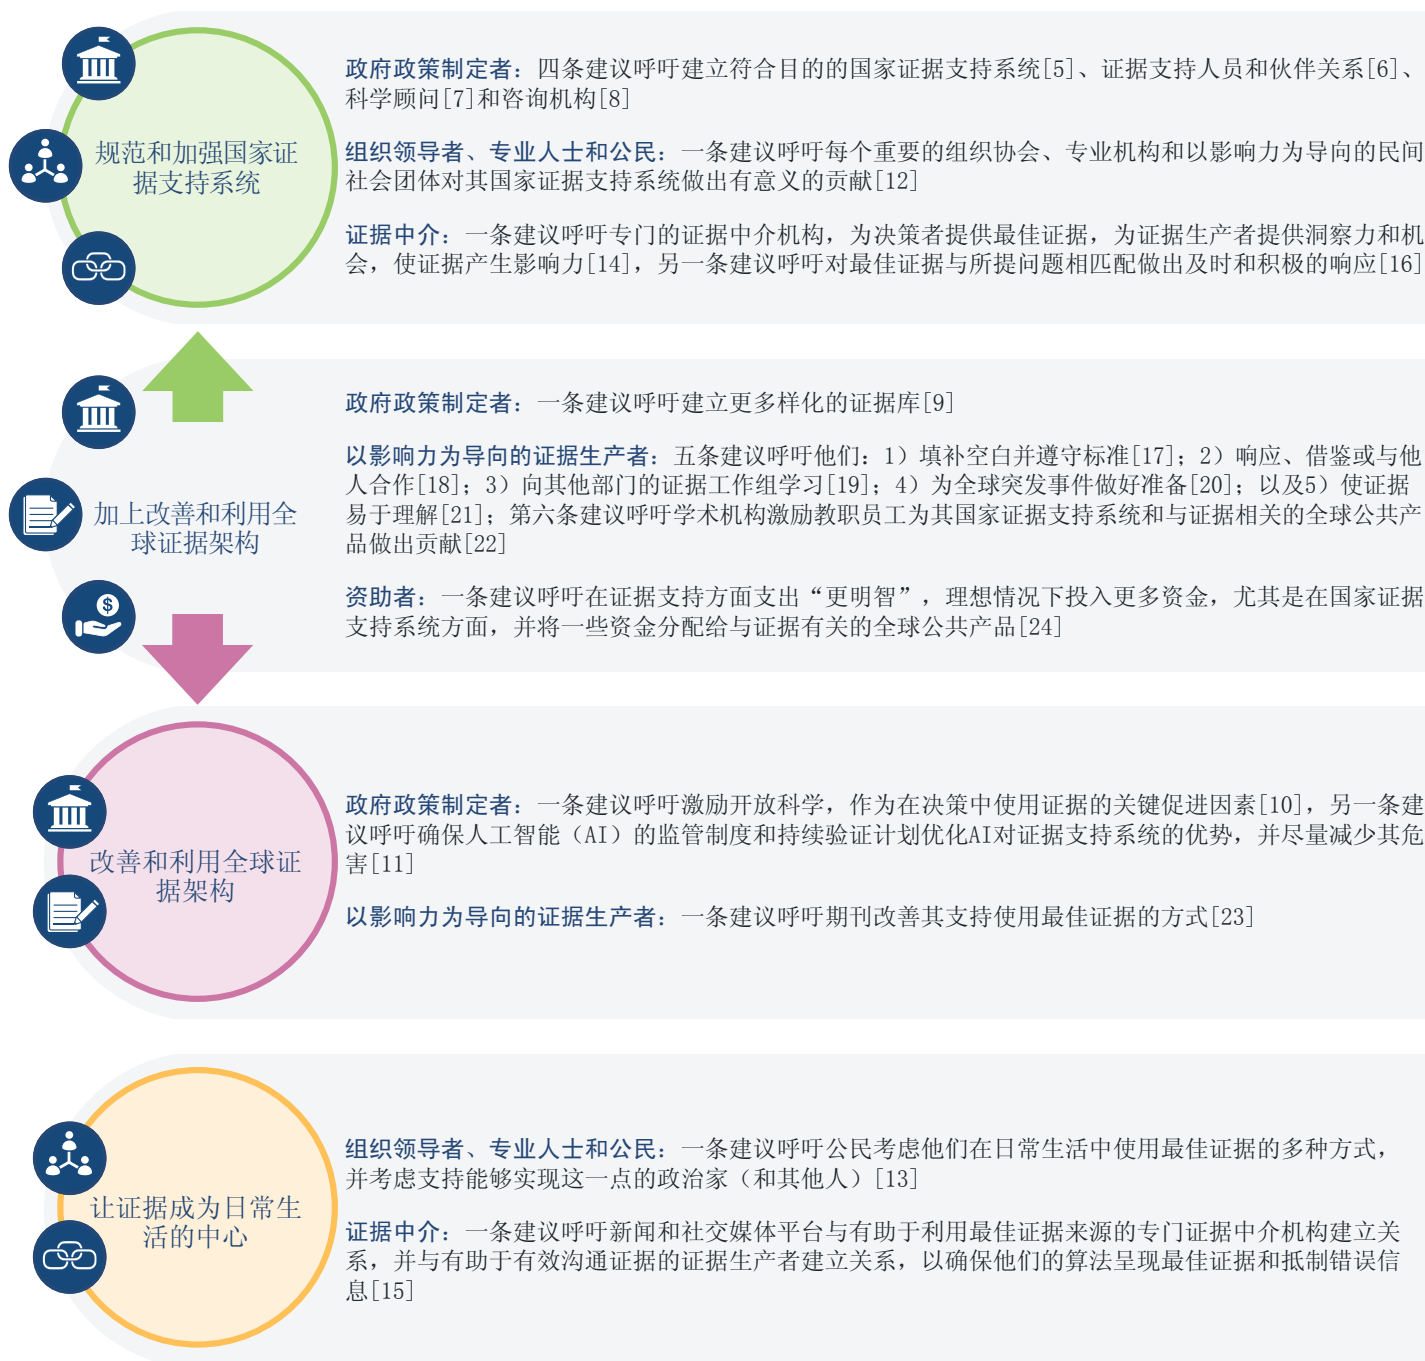 规范和加强国家证
据支持系统
政府政策制定者：四条建议呼吁建立符合目的的国家证据支持系统[5]、证据支持人员和伙伴关系[6]、
科学顾问[7]和咨询机构[8]
组织领导者、专业人士和公民：一条建议呼吁每个重要的组织协会、专业机构和以影响力为导向的民间
社会团体对其国家证据支持系统做出有意义的贡献[12]
证据中介：一条建议呼吁专门的证据中介机构，为决策者提供最佳证据，为证据生产者提供洞察力和机
会，使证据产生影响力[14]，另一条建议呼吁对最佳证据与所提问题相匹配做出及时和积极的响应[16]
加上改善和利用全
球证据架构
政府政策制定者：一条建议呼吁建立更多样化的证据库[9]
以影响力为导向的证据生产者：五条建议呼吁他们：1）填补空白并遵守标准[17]；2）响应、借鉴或与他
人合作[18]；3）向其他部门的证据工作组学习[19]；4）为全球突发事件做好准备[20]；以及5）使证据
易于理解[21]；第六条建议呼吁学术机构激励教职员工为其国家证据支持系统和与证据相关的全球公共产
品做出贡献[22]
资助者：一条建议呼吁在证据支持方面支出“更明智”，理想情况下投入更多资金，尤其是在国家证据
支持系统方面，并将一些资金分配给与证据有关的全球公共产品[24]
改善和利用全球证
据架构
政府政策制定者：一条建议呼吁激励开放科学，作为在决策中使用证据的关键促进因素[10]，另一条建
议呼吁确保人工智能（AI）的监管制度和持续验证计划优化AI对证据支持系统的优势，并尽量减少其危
害[11]
以影响力为导向的证据生产者：一条建议呼吁期刊改善其支持使用最佳证据的方式[23]
让证据成为日常生
活的中心
组织领导者、专业人士和公民：一条建议呼吁公民考虑他们在日常生活中使用最佳证据的多种方式，
并考虑支持能够实现这一点的政治家（和其他人）[13]
证据中介：一条建议呼吁新闻和社交媒体平台与有助于利用最佳证据来源的专门证据中介机构建立关
系，并与有助于有效沟通证据的证据生产者建立关系，以确保他们的算法呈现最佳证据和抵制错误信
息[15]